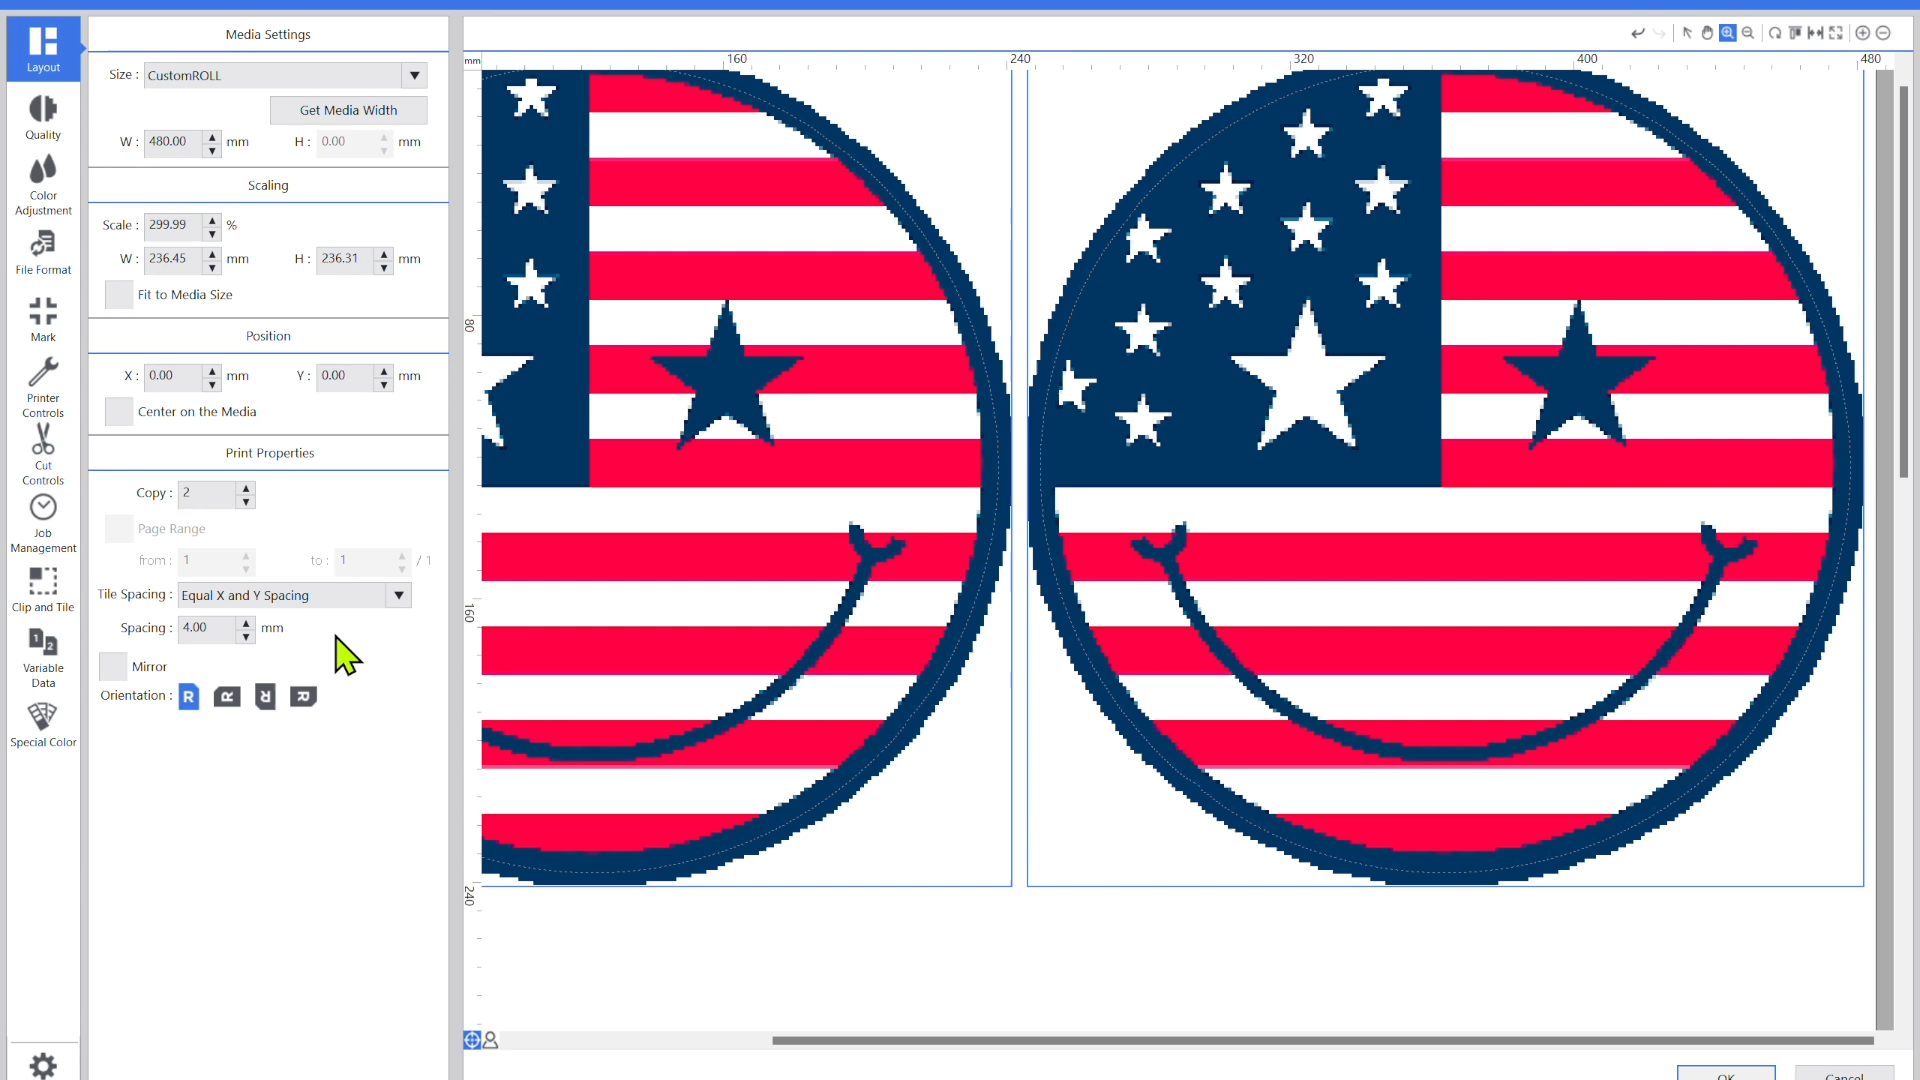 Layout
Quality
Color
Adjustment
File Format
Mark
Printer
Controls
Cut
Controls
Job
Management
Clip and Tile
Variable
Data
Special Color
Media Settings
Size : CustomROLL
Get Media Width
W : 480.00 mm H : 0.00 mm
Scaling
Scale : 299.99 %
W : 236.45 mm H : 236.31 mm
Fit to Media Size
Position
X : 0.00 mm Y : 0.00 mm
Center on the Media
Print Properties
Copy : 2
Page Range
from : 1 to : 1 / 1
Tile Spacing : Equal X and Y Spacing
Spacing : 4.00 mm
Mirror
Orientation : R R R R
mm 160 240 320 400 480
80
160
240
OK Cancel